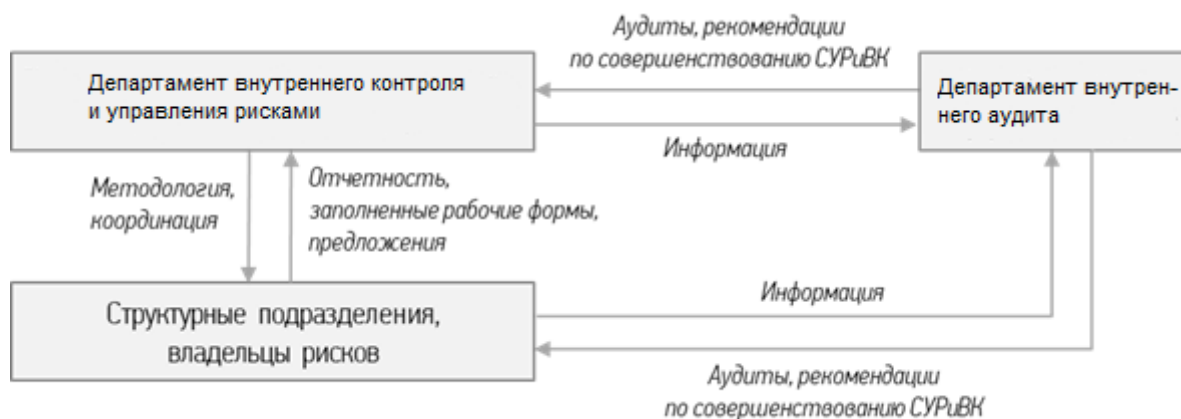 Аудиты, рекомендации
по совершенствованию СУРиВК
Департамент внутреннего контроля
и управления рисками
Департамент внутрен-
него аудита
Информация
Методология,
координация
Отчетность,
заполненные рабочие формы,
предложения
Структурные подразделения,
владельцы рисков
Информация
Аудиты, рекомендации
по совершенствованию СУРиВК